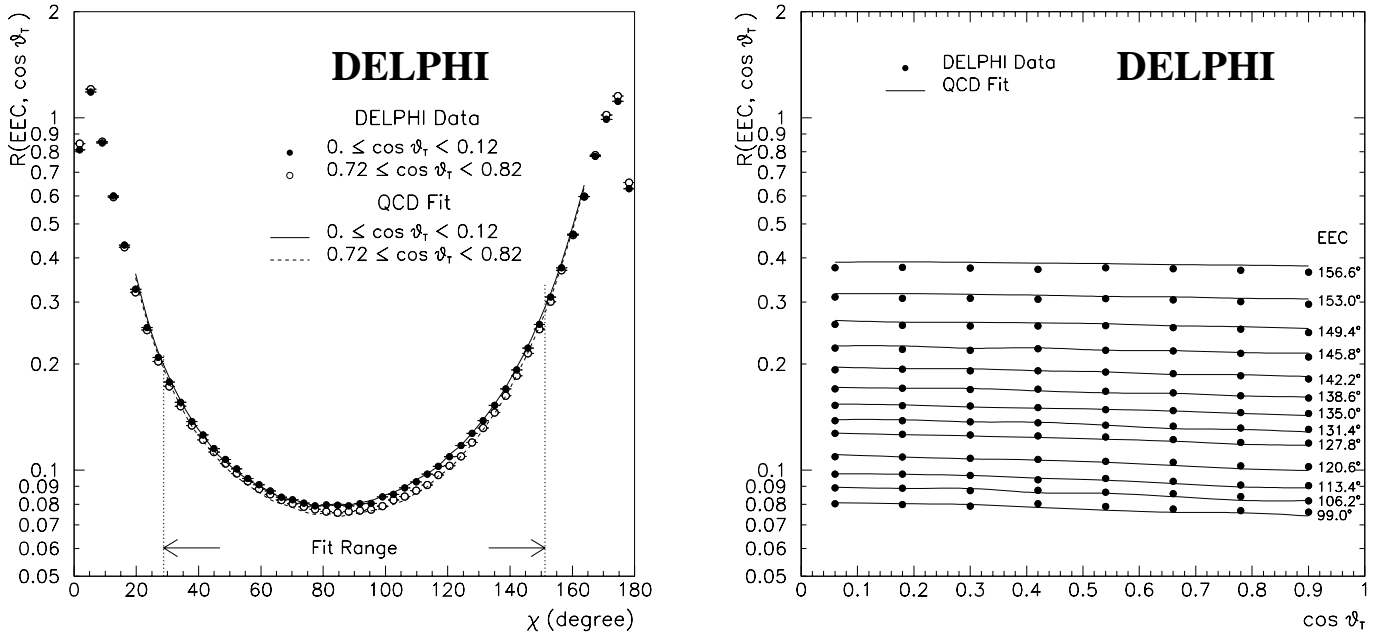 R(EEC, cos ϑ_T)
2
1
0.9
0.8
0.7
0.6
0.5
0.4
0.3
0.2
0.1
0.09
0.08
0.07
0.06
0.05
DELPHI
DELPHI Data
0. ≤ cos ϑ_T < 0.12
0.72 ≤ cos ϑ_T < 0.82
QCD Fit
0. ≤ cos ϑ_T < 0.12
0.72 ≤ cos ϑ_T < 0.82
Fit Range
0 20 40 60 80 100 120 140 160 180
χ (degree)
R(EEC, cos ϑ_T)
2
1
0.9
0.8
0.7
0.6
0.5
0.4
0.3
0.2
0.1
0.09
0.08
0.07
0.06
0.05
DELPHI Data
QCD Fit
DELPHI
EEC
156.6°
153.0°
149.4°
145.8°
142.2°
138.6°
135.0°
131.4°
127.8°
120.6°
113.4°
106.2°
99.0°
0 0.1 0.2 0.3 0.4 0.5 0.6 0.7 0.8 0.9 1
cos ϑ_T